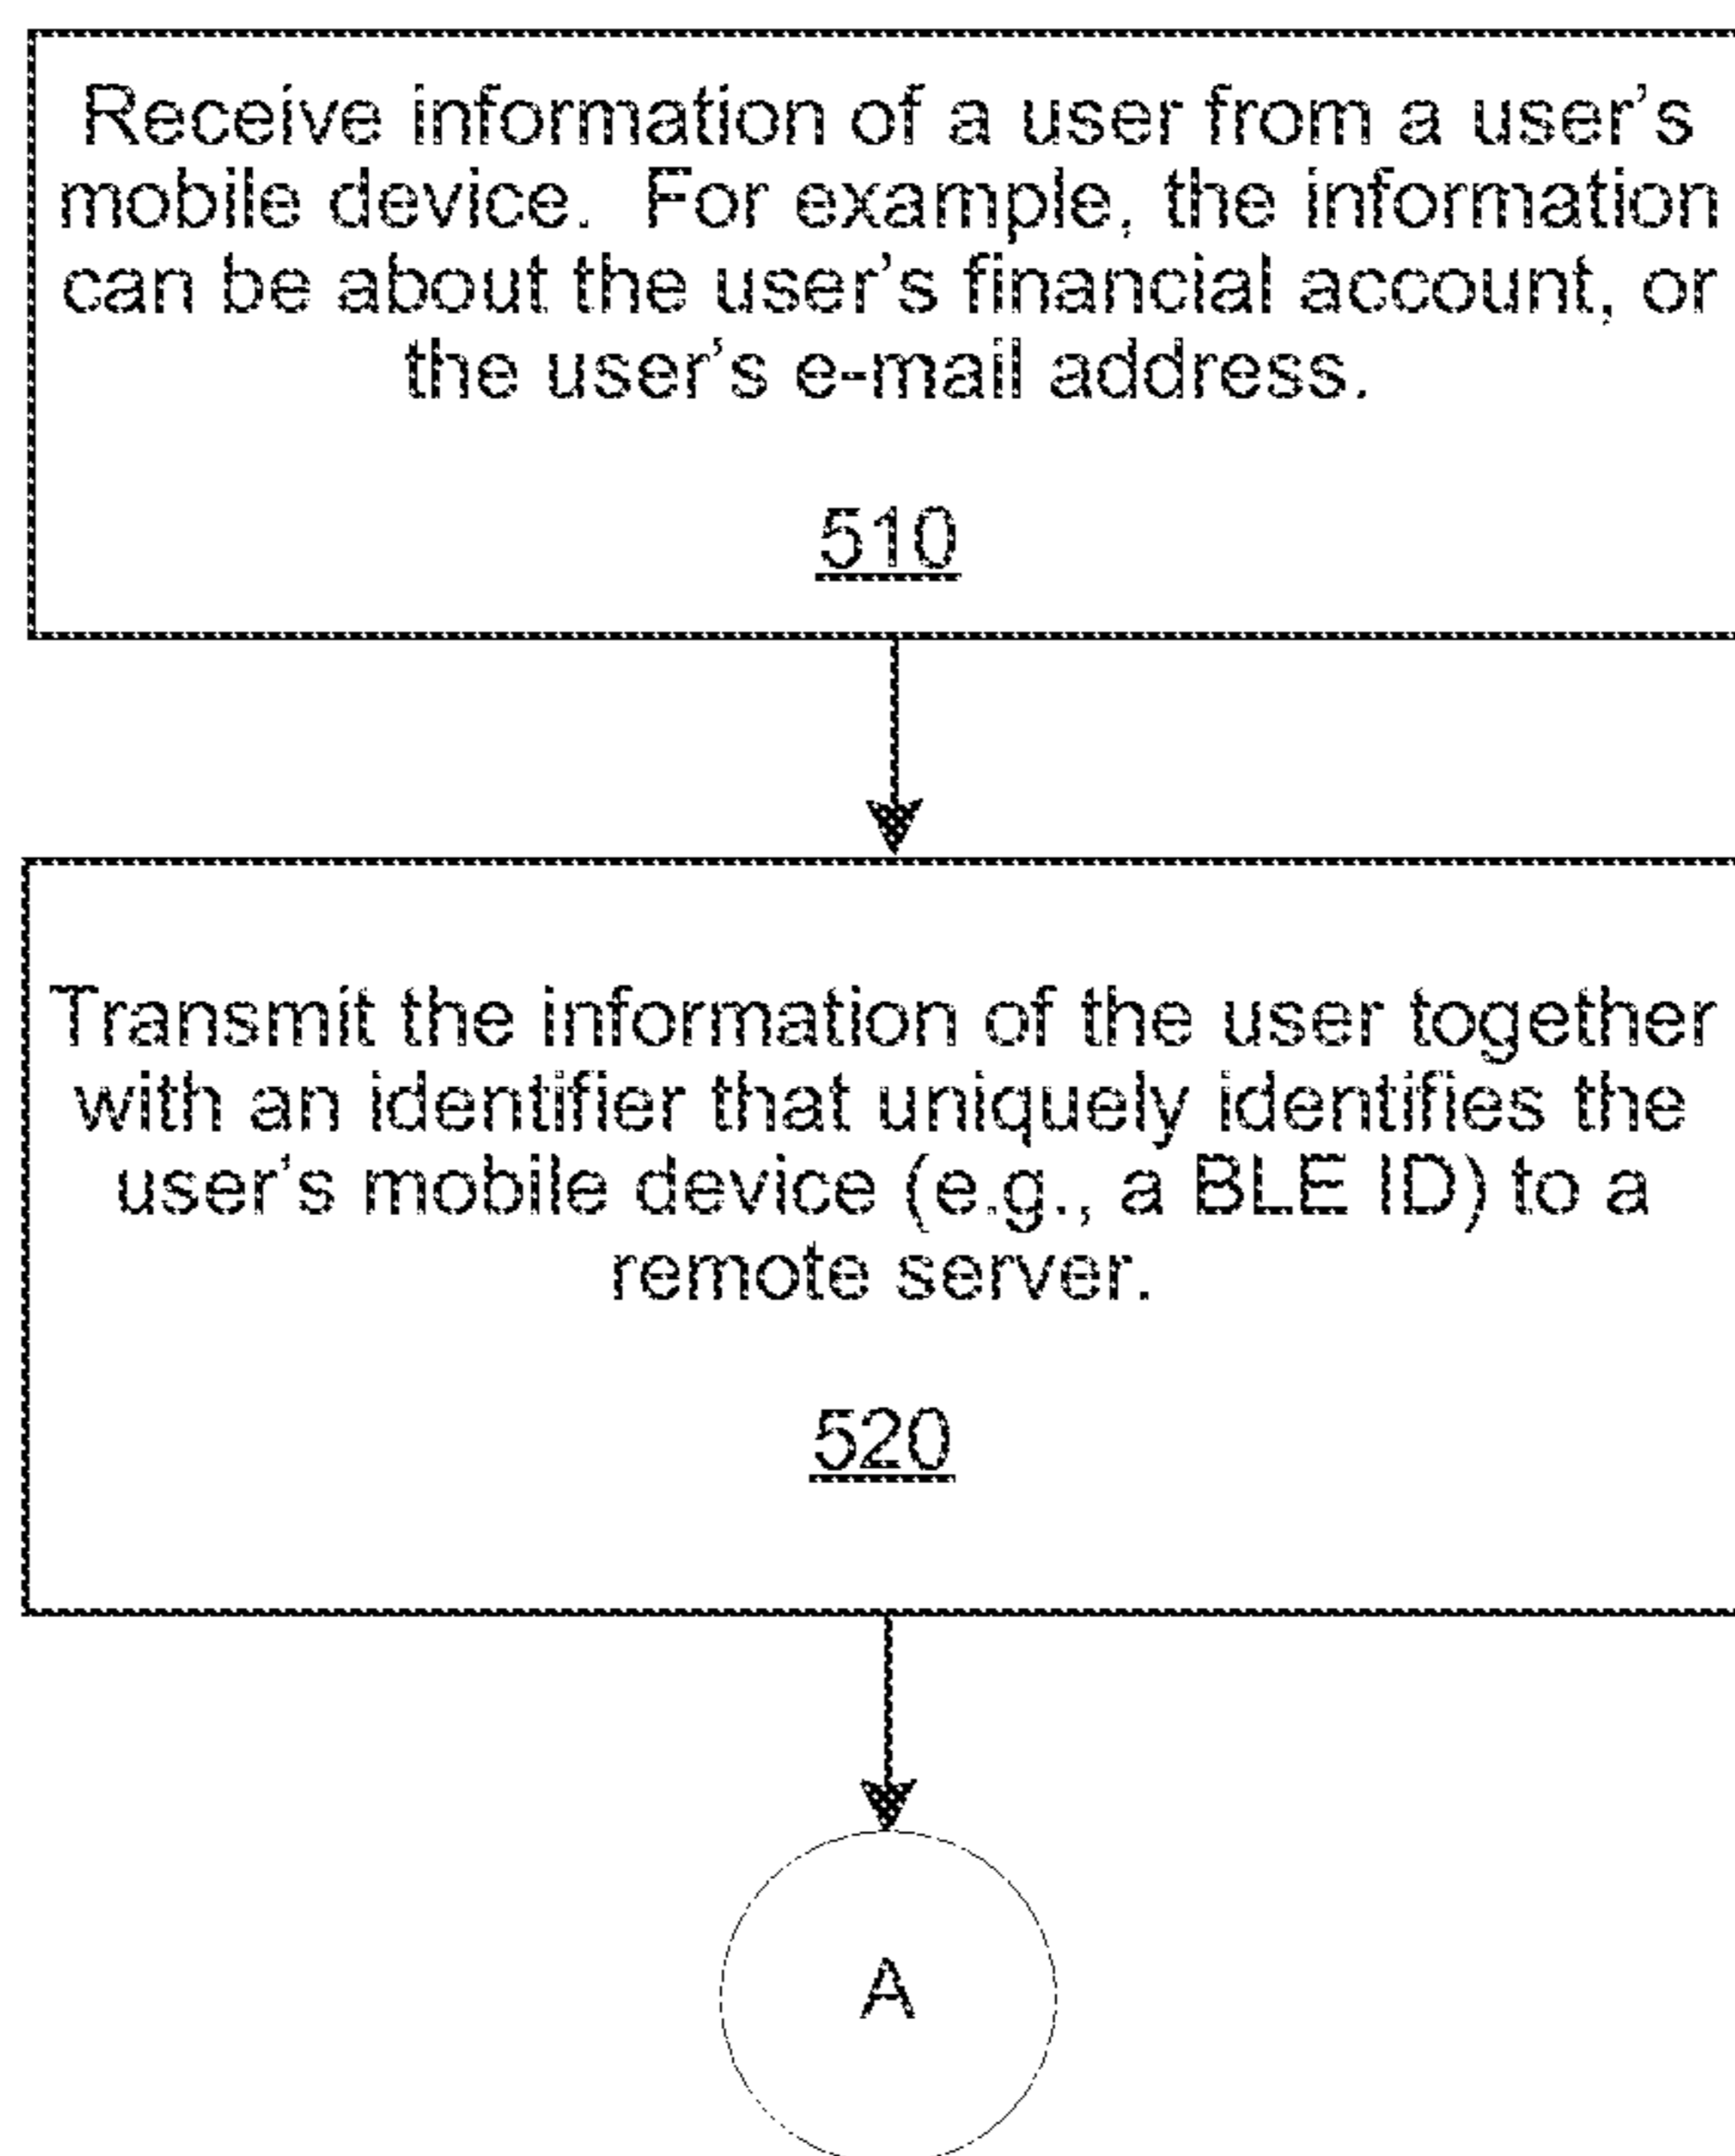 Receive information of a user from a user's
mobile device.  For example, the information
can be about the user's financial account, or
the user's e-mail address.
510
Transmit the information of the user together
with an identifier that uniquely identifies the
user's mobile device (e.g., a BLE ID) to a
remote server.
520
A